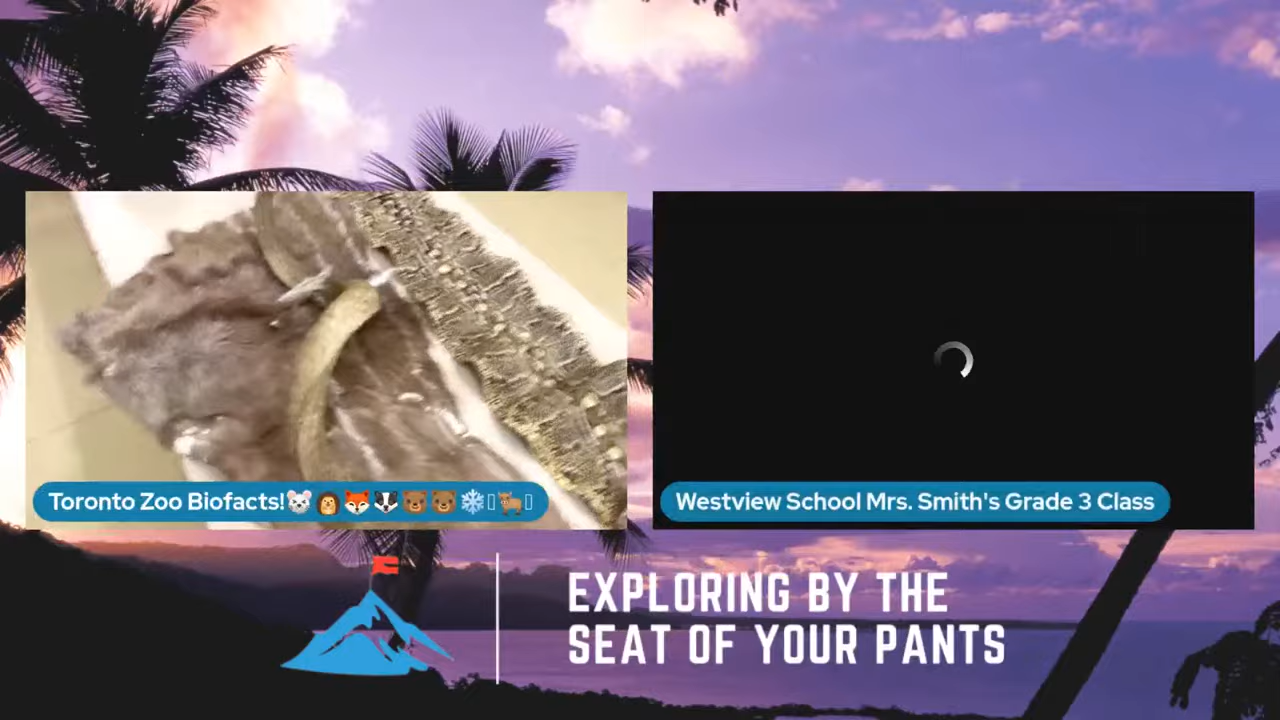 Toronto Zoo Biofacts!🐭🦔🦊🦡🐻🐻❄️🫎
Westview School Mrs. Smith's Grade 3 Class
EXPLORING BY THE
SEAT OF YOUR PANTS